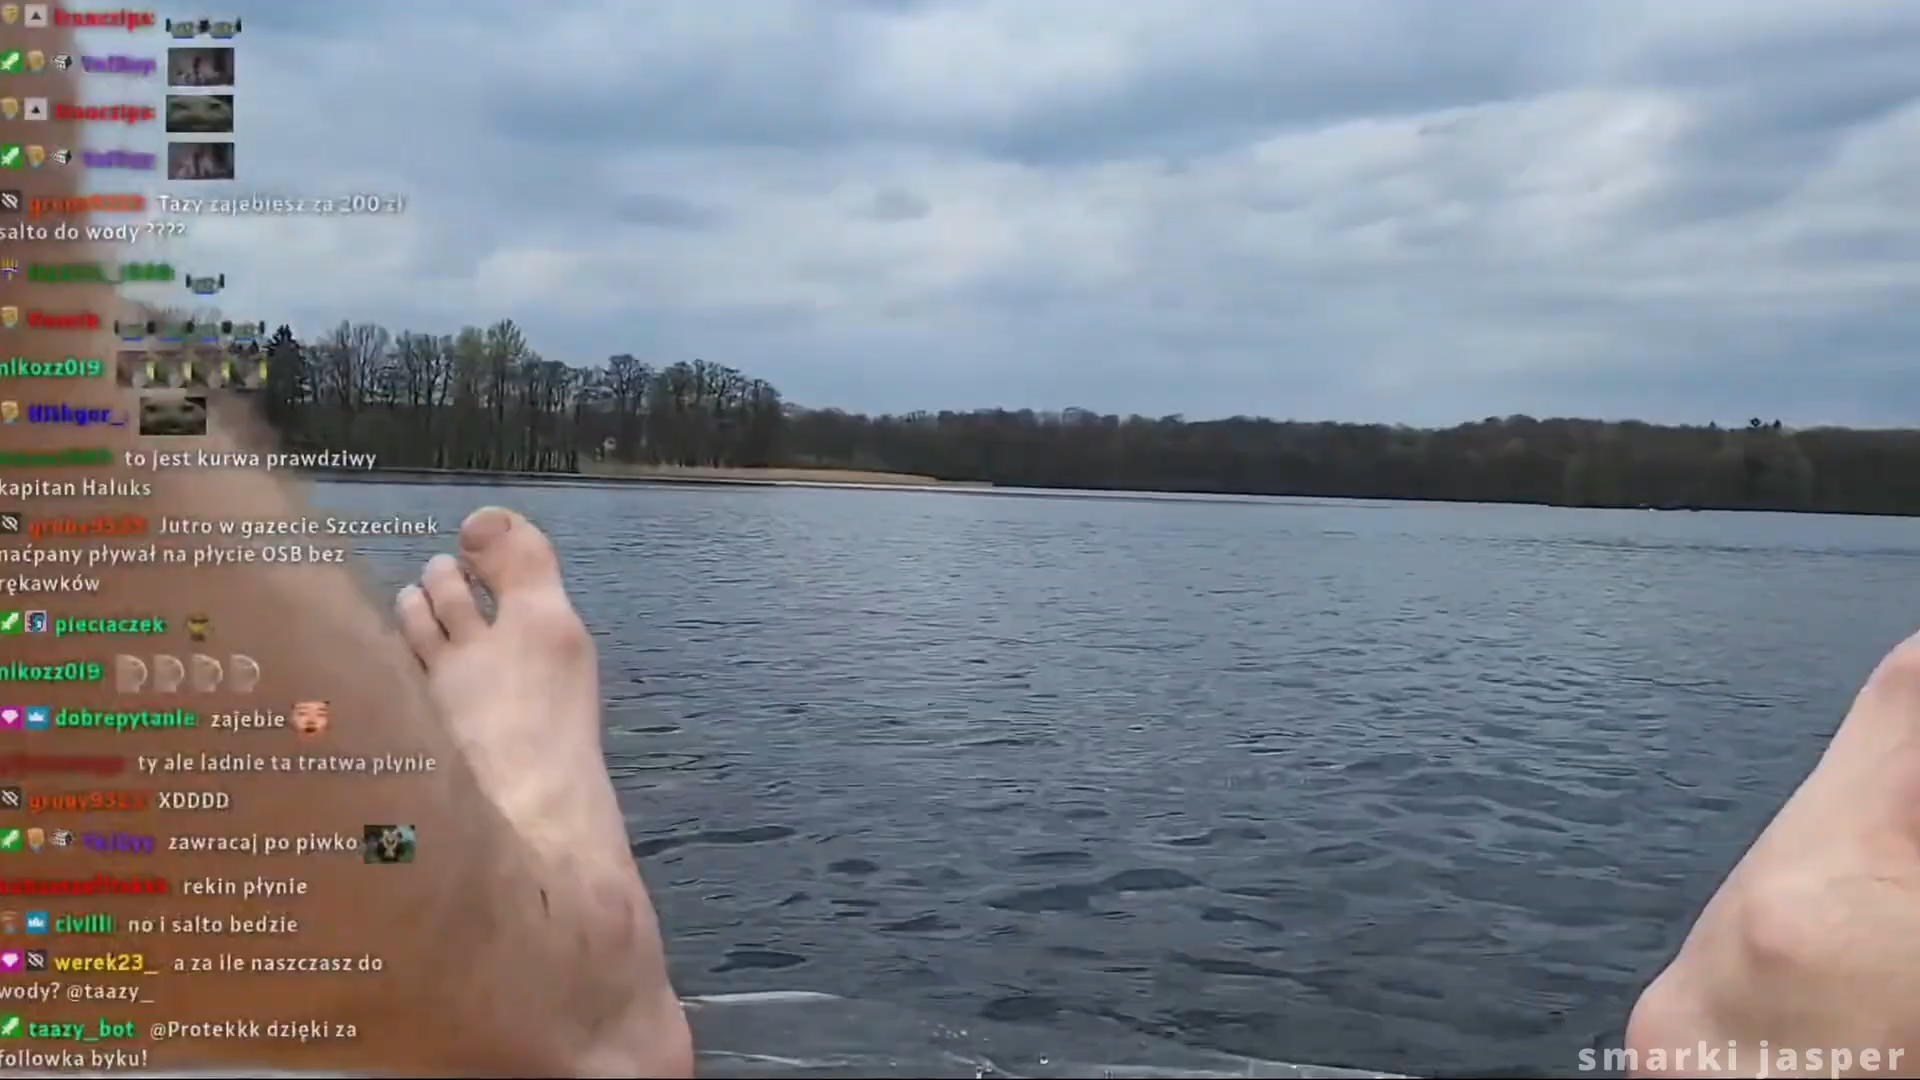 Tazy zajebiesz za 200 zł
salto do wody ????
nikozz019
to jest kurwa prawdziwy
kapitan Haluks
Jutro w gazecie Szczecinek
naćpany pływał na płycie OSB bez
rękawków
pieciaczek
nikozz019
dobrepytanie: zajebie
ty ale ladnie ta tratwa plynie
XDDDD
zawracaj po piwko
rekin płynie
civilll: no i salto bedzie
werek23_ a za ile naszczasz do
wody? @taazy_
taazy_bot @Protekkk dzięki za
followka byku!
smarki jasper